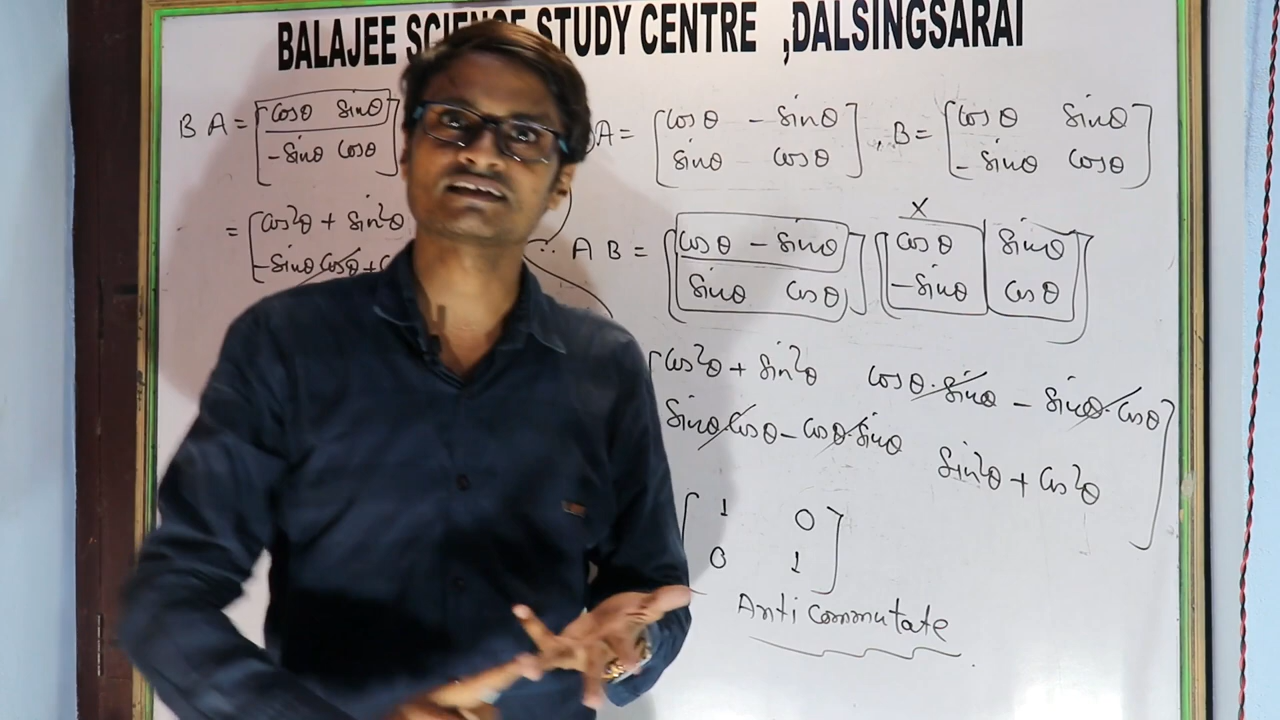 BALAJEE SCIENCE STUDY CENTRE ,DALSINGSARAI
B A = [cosθ sinθ
-sinθ cosθ]
= [cos²θ + sin²θ
-sinθ cosθ + c
A = [cosθ - sinθ
sinθ cosθ] , B = [cosθ sinθ
- sinθ cosθ]
x
∴ A B = [cosθ - sinθ
sinθ cosθ] [cosθ sinθ
-sinθ cosθ]
[cos²θ + sin²θ cosθ·sinθ - sinθ·cosθ
sinθ·cosθ - cosθ·sinθ sin²θ + cos²θ]
[1 0
0 1]
Anti commutate